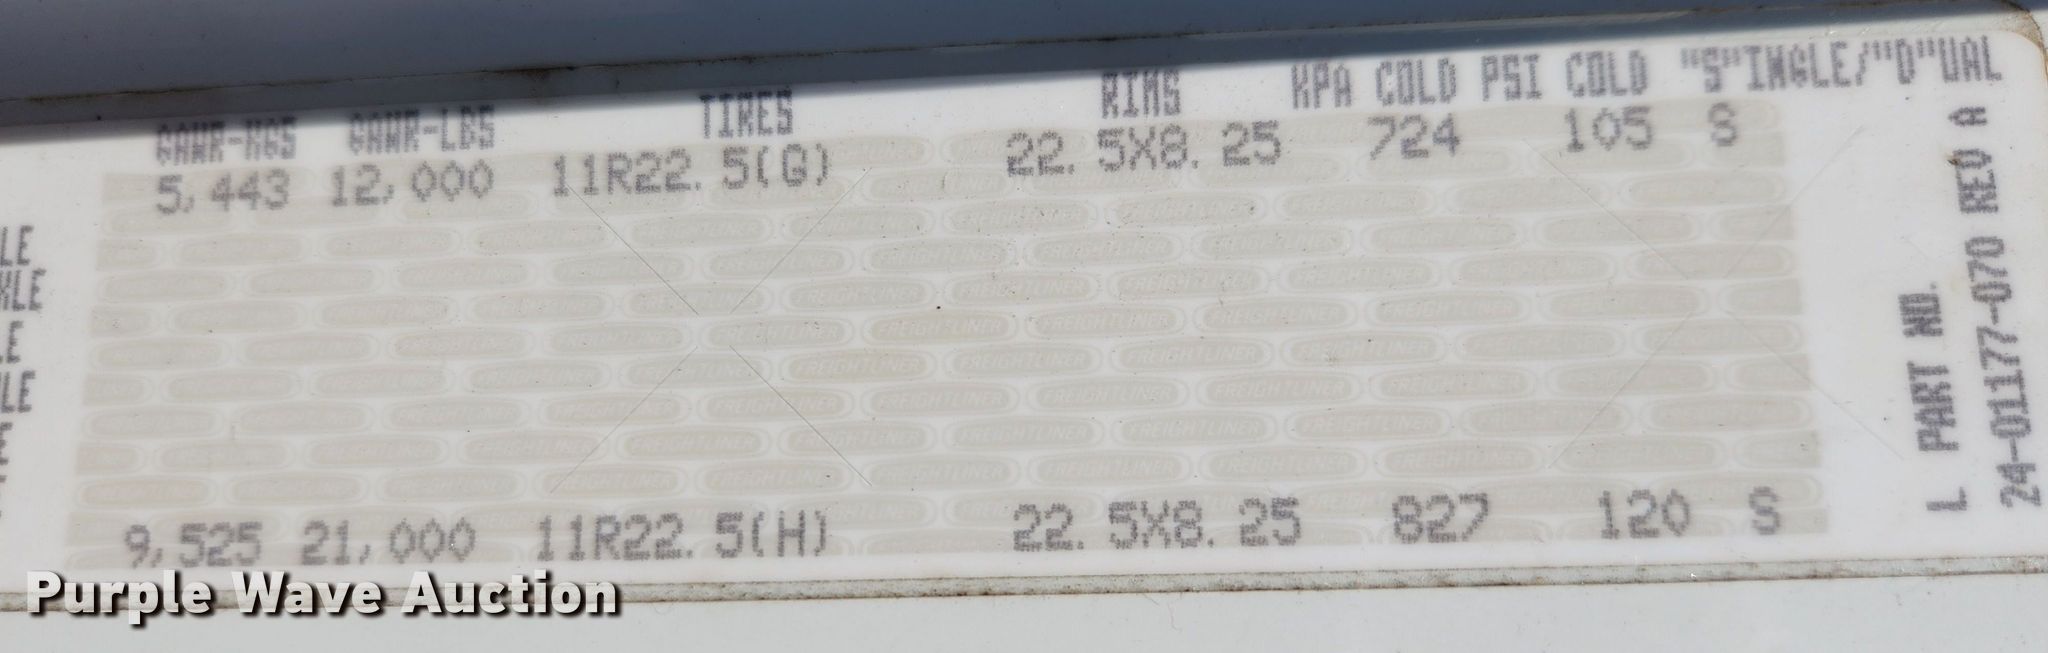 GAWR-KGS GAWR-LBS TIRES RIMS KPA COLD PSI COLD "S"INGLE/"D"UAL
5,443 12,000 11R22.5(G) 22.5X8.25 724 105 S
9,525 21,000 11R22.5(H) 22.5X8.25 827 120 S
L PART NO.
24-01177-070 REV A
FREIGHTLINER
Purple Wave Auction